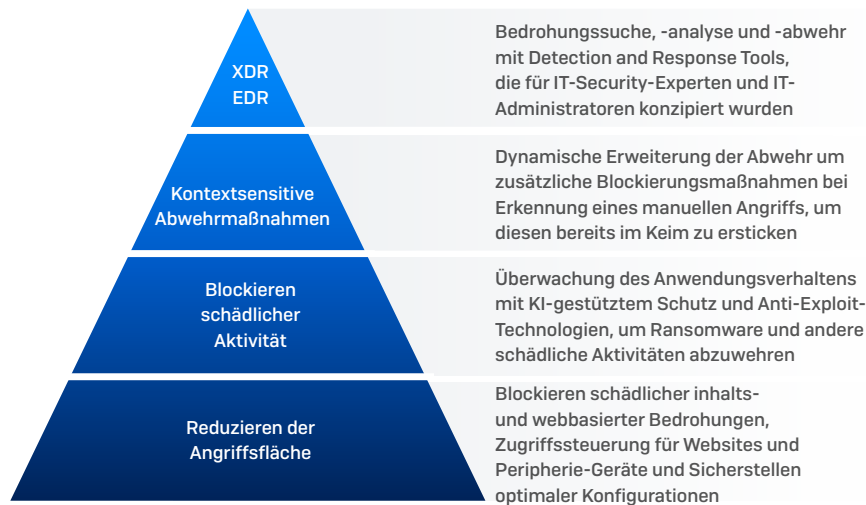 XDR
EDR
Bedrohungssuche, -analyse und -abwehr
mit Detection and Response Tools,
die für IT-Security-Experten und IT-
Administratoren konzipiert wurden
Kontextsensitive
Abwehrmaßnahmen
Dynamische Erweiterung der Abwehr um
zusätzliche Blockierungsmaßnahmen bei
Erkennung eines manuellen Angriffs, um
diesen bereits im Keim zu ersticken
Blockieren
schädlicher
Aktivität
Überwachung des Anwendungsverhaltens
mit KI-gestütztem Schutz und Anti-Exploit-
Technologien, um Ransomware und andere
schädliche Aktivitäten abzuwehren
Reduzieren der
Angriffsfläche
Blockieren schädlicher inhalts-
und webbasierter Bedrohungen,
Zugriffssteuerung für Websites und
Peripherie-Geräte und Sicherstellen
optimaler Konfigurationen